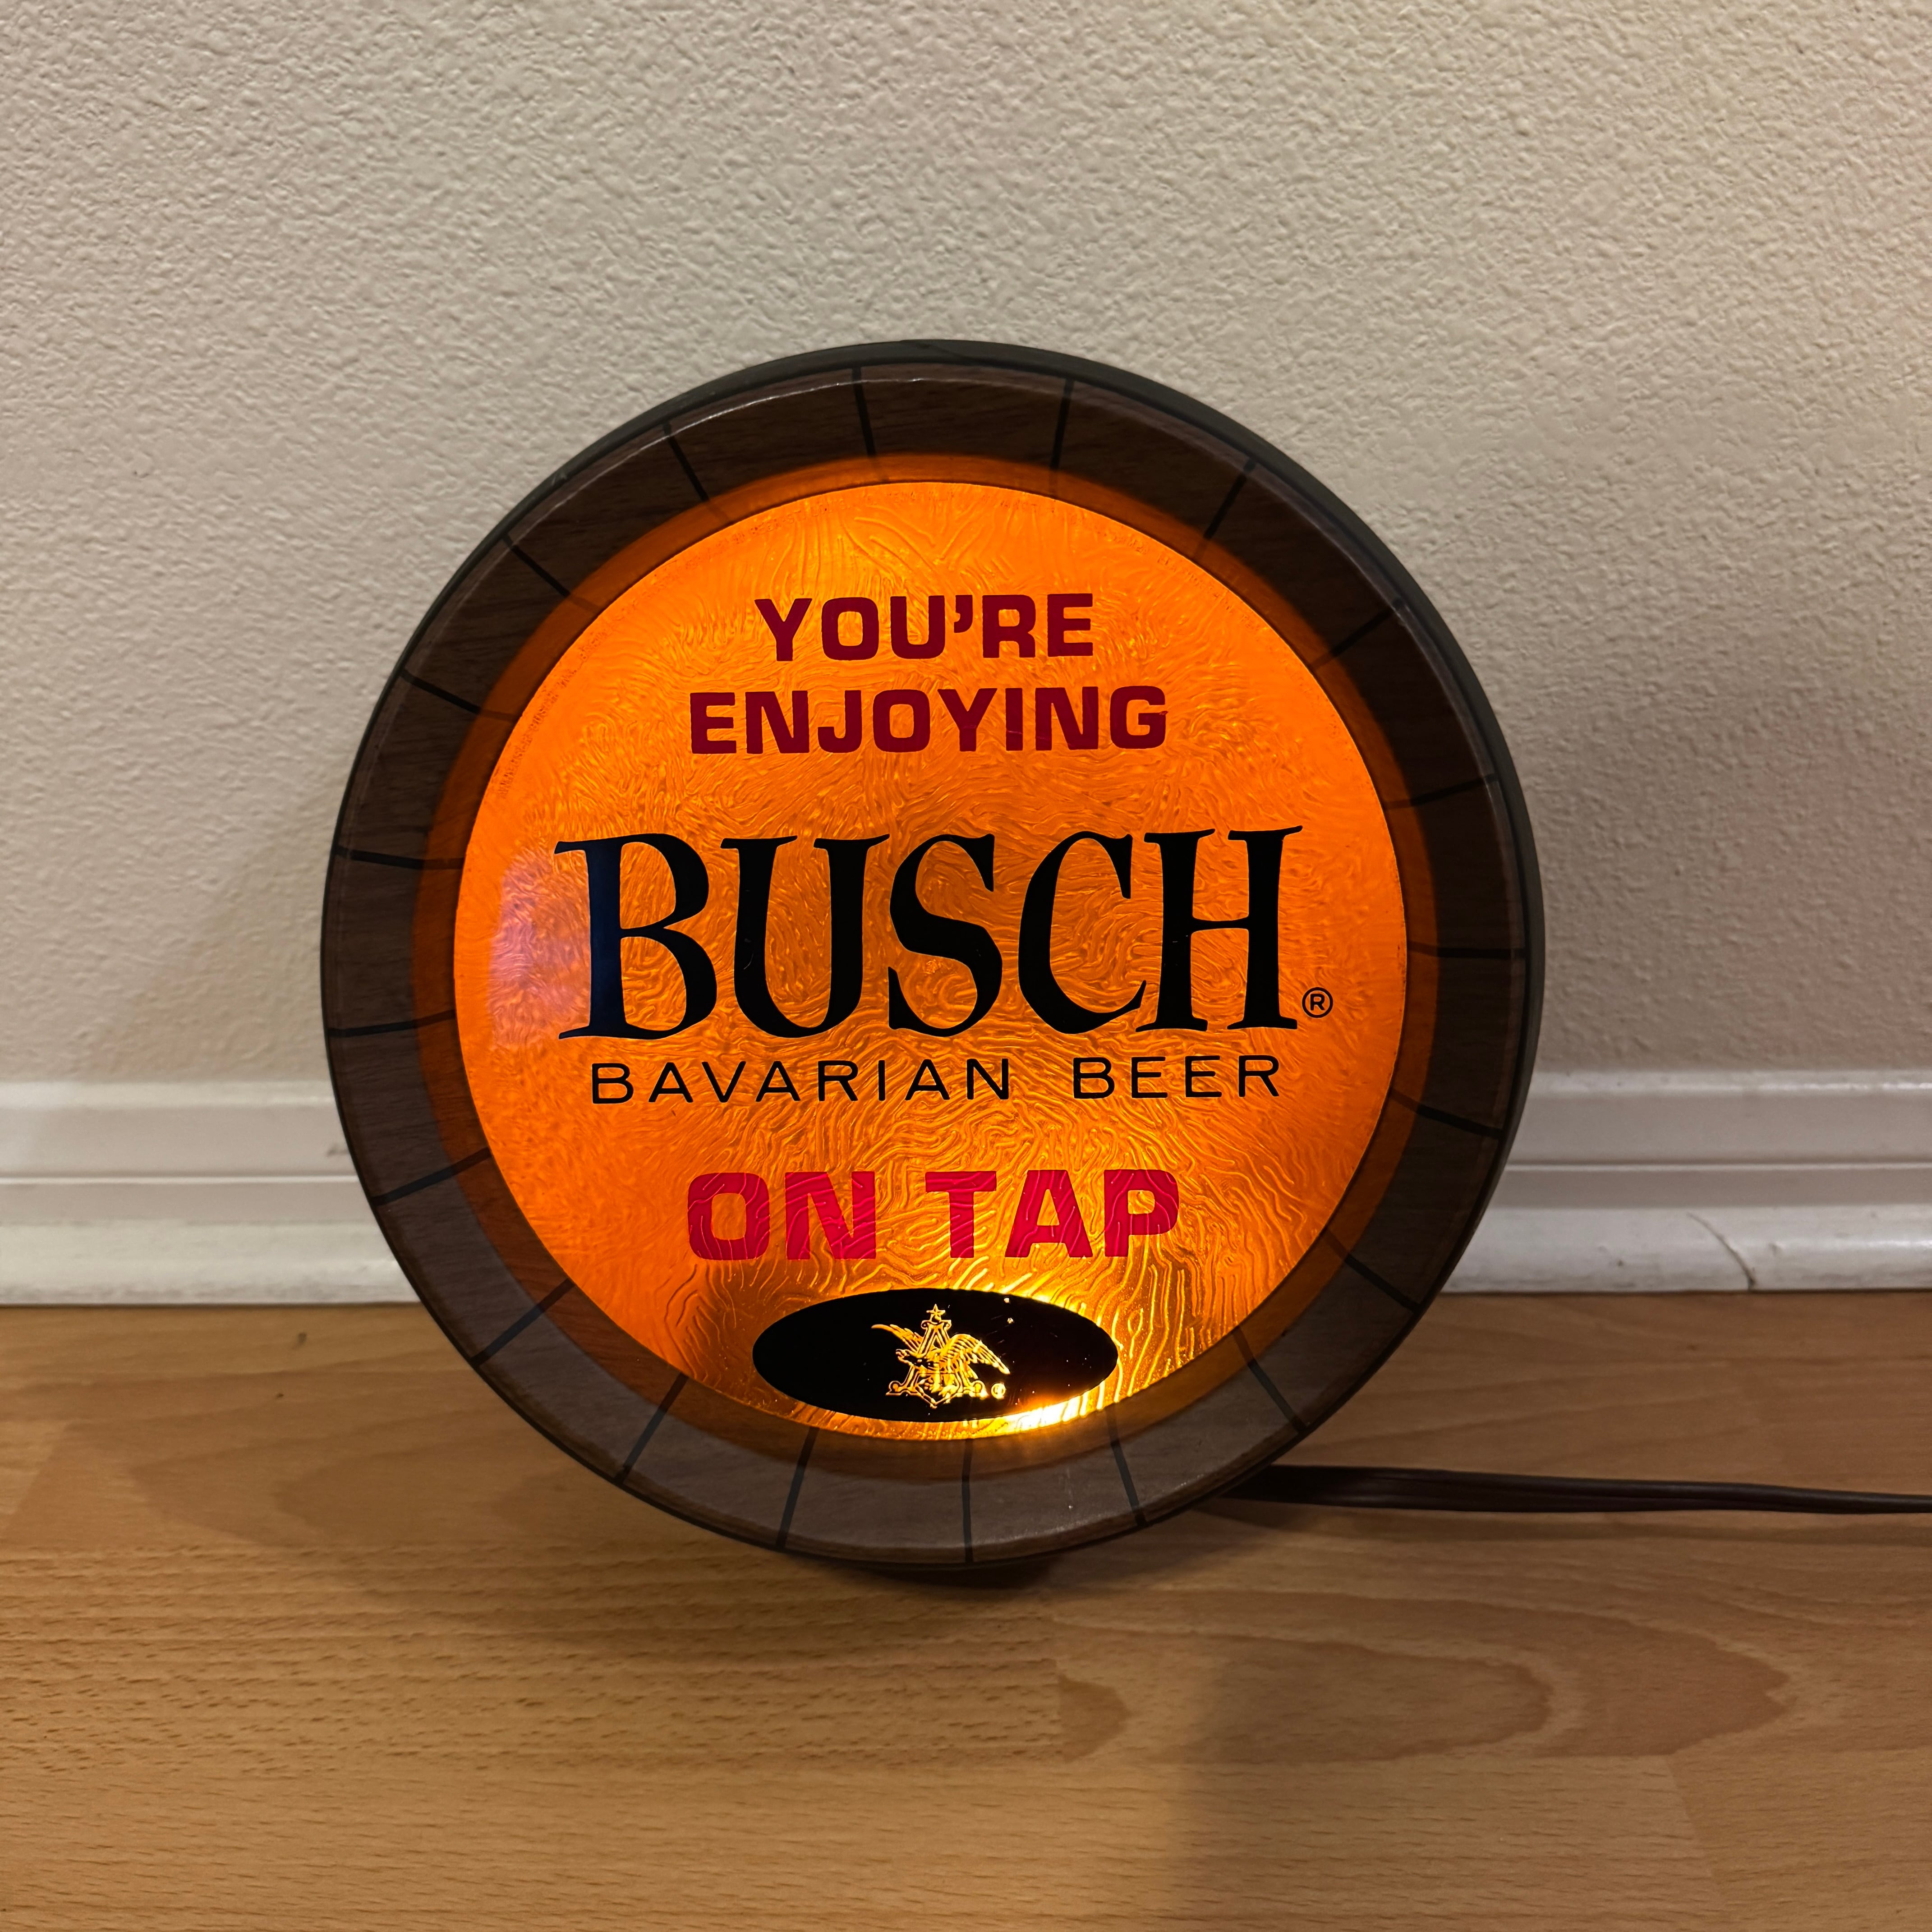 YOU'RE
ENJOYING
BUSCH®
BAVARIAN BEER
ON TAP
A ®